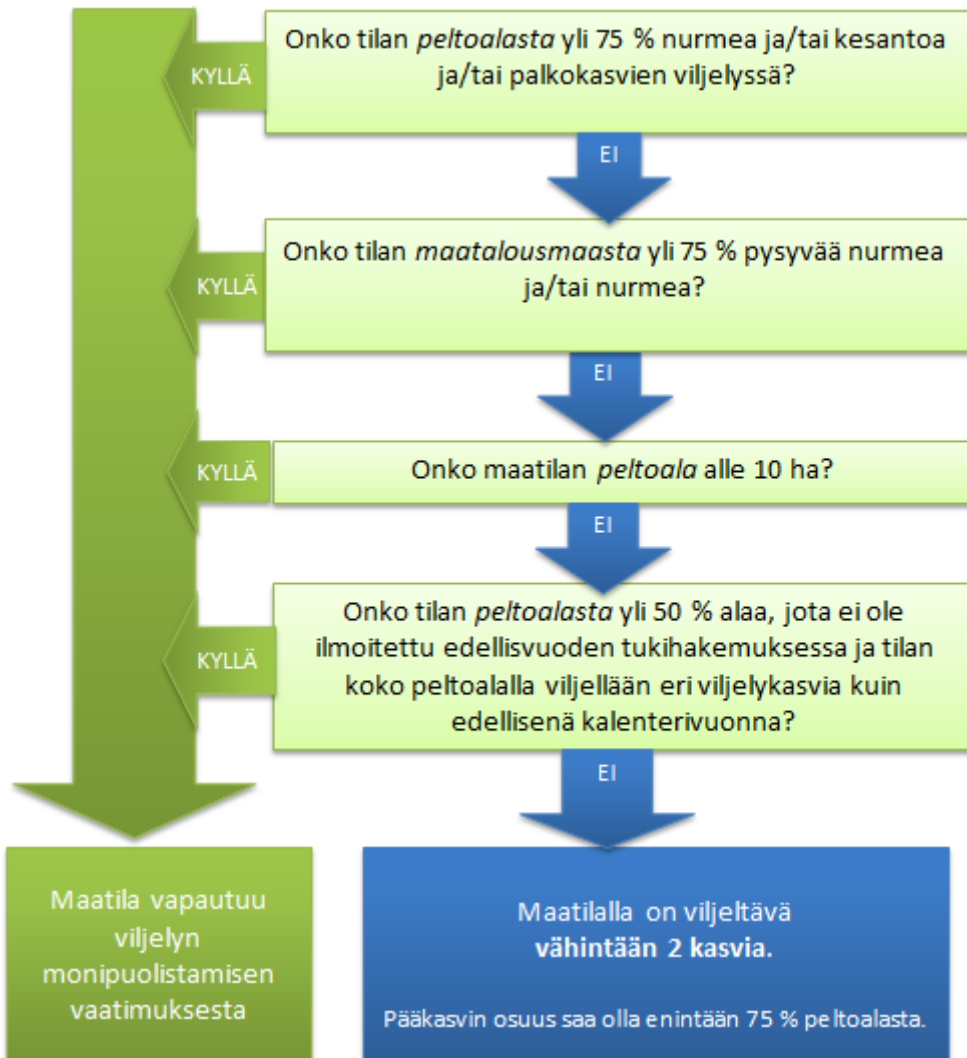 Onko tilan peltoalasta yli 75 % nurmea ja/tai kesantoa
ja/tai palkokasvien viljelyssä?
KYLLÄ
EI
Onko tilan maatalousmaasta yli 75 % pysyvää nurmea
ja/tai nurmea?
KYLLÄ
EI
Onko maatilan peltoala alle 10 ha?
KYLLÄ
EI
Onko tilan peltoalasta yli 50 % alaa, jota ei ole
ilmoitettu edellisvuoden tukihakemuksessa ja tilan
koko peltoalalla viljellään eri viljelykasvia kuin
edellisenä kalenterivuonna?
KYLLÄ
EI
Maatila vapautuu
viljelyn
monipuolistamisen
vaatimuksesta
Maatilalla on viljeltävä
vähintään 2 kasvia.
Pääkasvin osuus saa olla enintään 75 % peltoalasta.